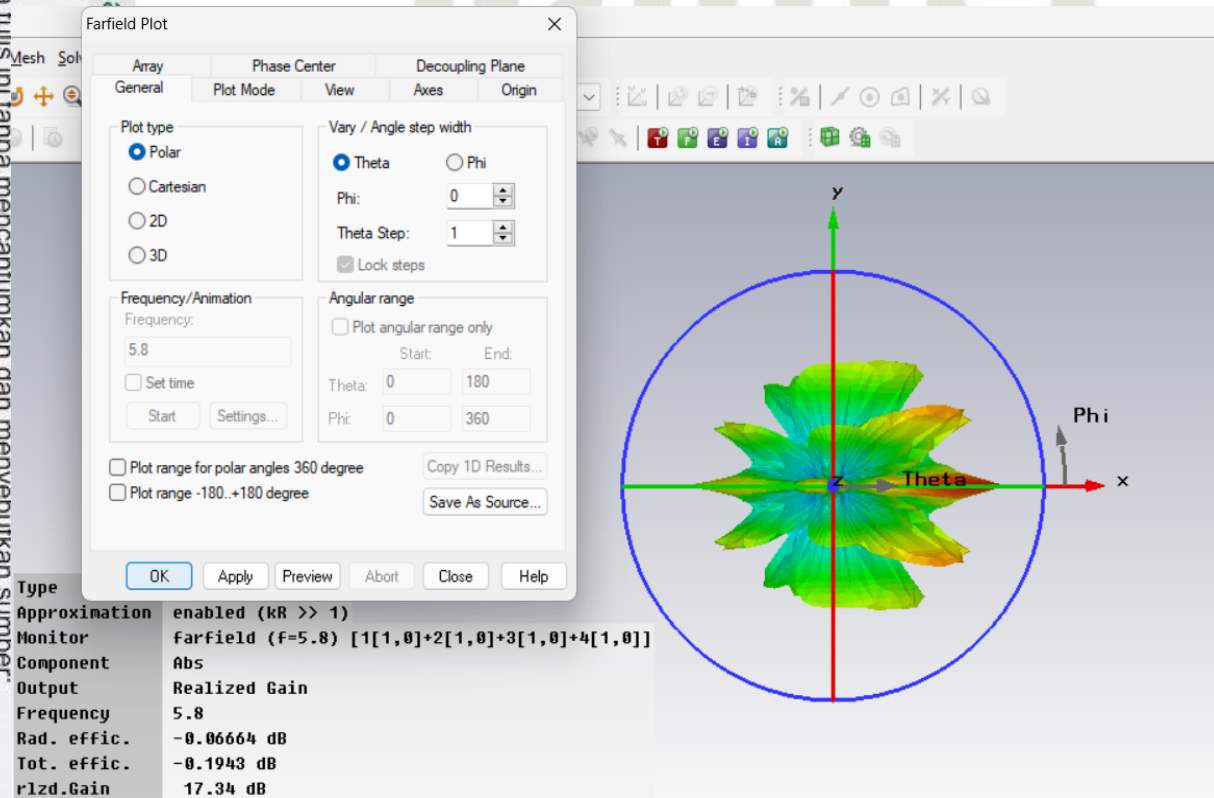 Farfield Plot
Mesh
Array Phase Center Decoupling Plane
General Plot Mode View Axes Origin
Plot type
Polar
Cartesian
2D
3D
Vary / Angle step width
Theta Phi
Phi: 0
Theta Step: 1
Lock steps
Frequency/Animation
Frequency:
5.8
Set time
Start Settings...
Angular range
Plot angular range only
Start: End:
Theta: 0 180
Phi: 0 360
Plot range for polar angles 360 degree
Plot range -180..+180 degree
Copy 1D Results...
Save As Source...
OK Apply Preview Abort Close Help
y
Phi
z Theta x
Type
Approximation enabled (kR >> 1)
Monitor farfield (f=5.8) [1[1,0]+2[1,0]+3[1,0]+4[1,0]]
Component Abs
Output Realized Gain
Frequency 5.8
Rad. effic. -0.06664 dB
Tot. effic. -0.1943 dB
rlzd.Gain 17.34 dB
tanpa mencantumkan dan menyebutkan sumber.